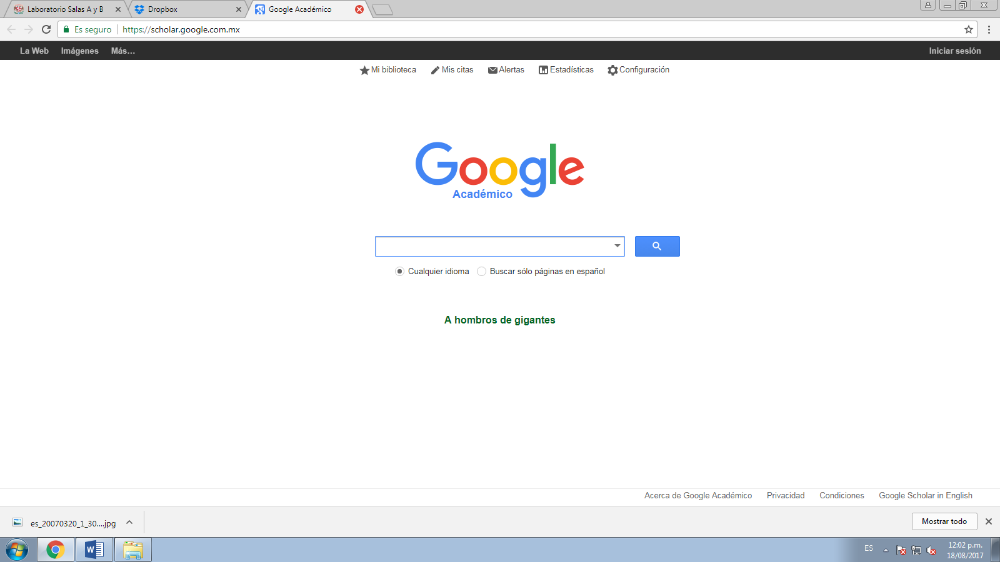 Laboratorio Salas A y B
Dropbox
Google Académico
Es seguro
https://scholar.google.com.mx
La Web
Imágenes
Más...
Iniciar sesión
Mi biblioteca
Mis citas
Alertas
Estadísticas
Configuración
Google
Académico
Cualquier idioma
Buscar sólo páginas en español
A hombros de gigantes
Acerca de Google Académico
Privacidad
Condiciones
Google Scholar in English
es_20070320_1_30....jpg
Mostrar todo
ES
12:02 p.m.
18/08/2017